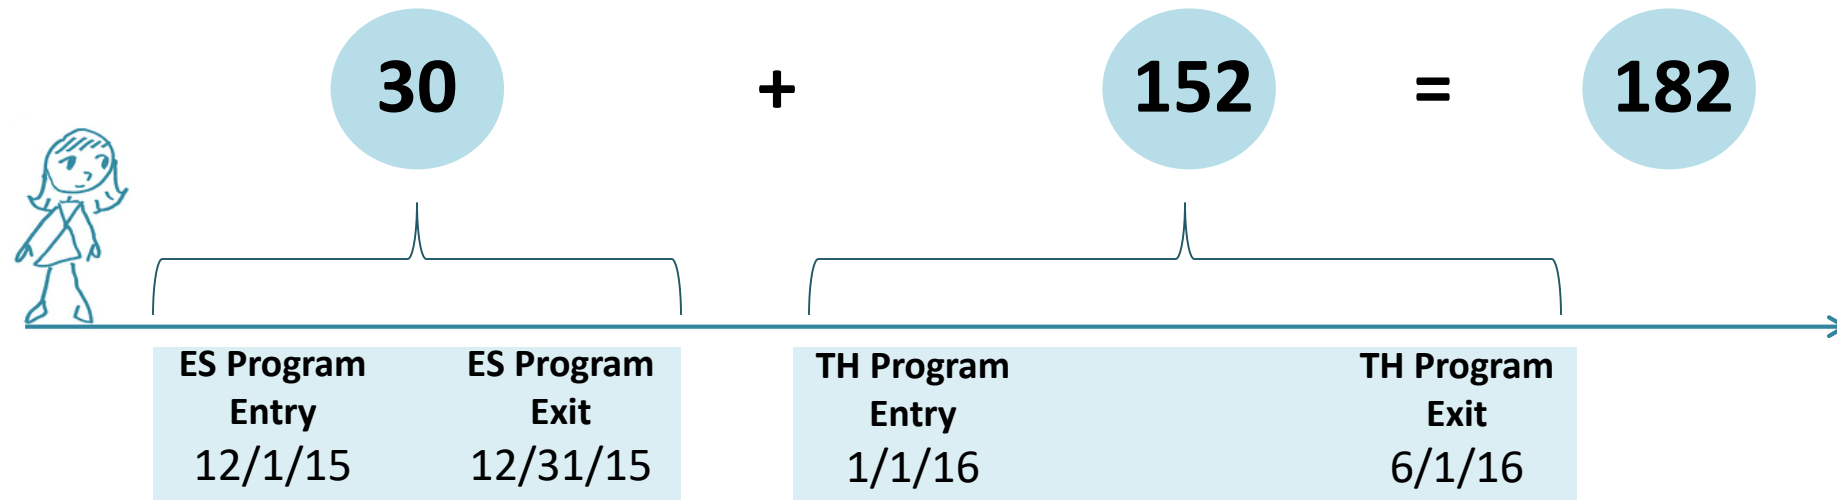 30 + 152 = 182
ES Program Entry
12/1/15
ES Program Exit
12/31/15
TH Program Entry
1/1/16
TH Program Exit
6/1/16